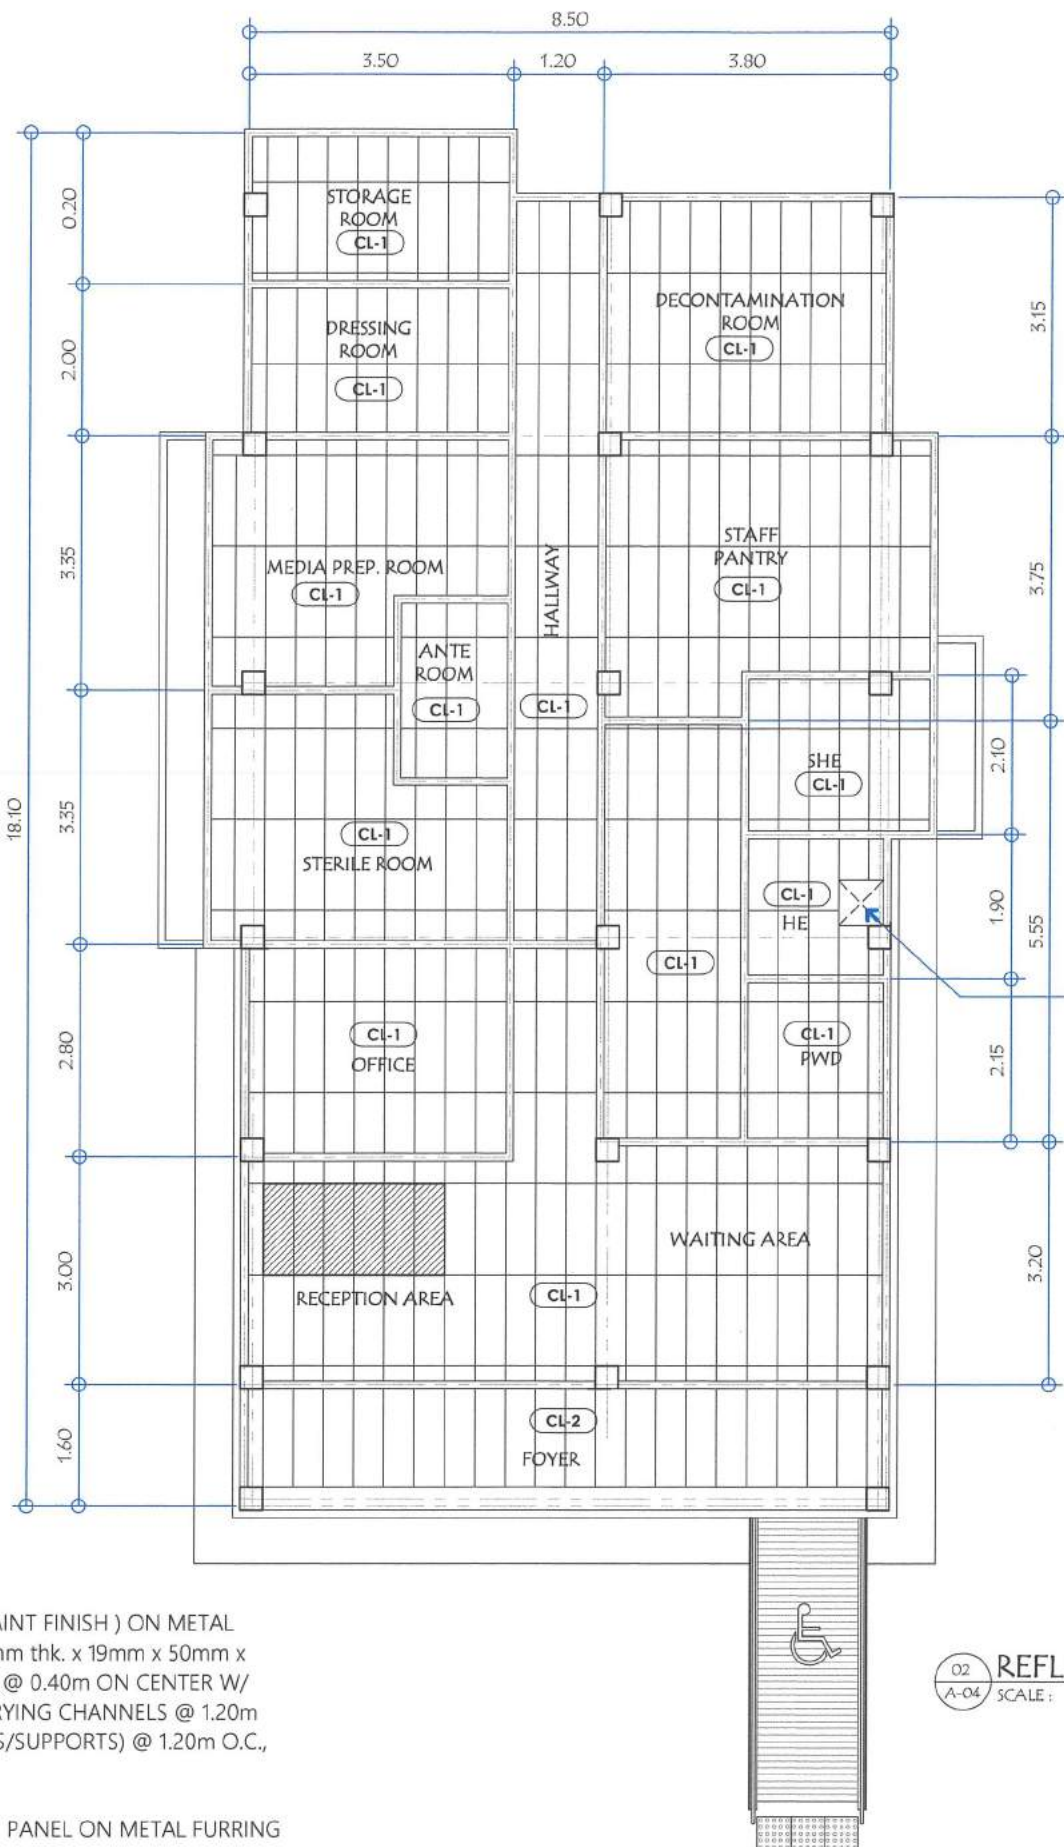 8.50
3.50
1.20
3.80
0.20
2.00
3.35
3.35
2.80
3.00
1.60
18.10
3.15
3.75
2.10
1.90
5.55
2.15
3.20
STORAGE
ROOM
CL-1
DRESSING
ROOM
CL-1
DECONTAMINATION
ROOM
CL-1
MEDIA PREP. ROOM
CL-1
HALLWAY
STAFF
PANTRY
CL-1
ANTE
ROOM
CL-1
CL-1
SHE
CL-1
CL-1
STERILE ROOM
CL-1
HE
CL-1
CL-1
OFFICE
CL-1
PWD
WAITING AREA
RECEPTION AREA
CL-1
CL-2
FOYER
AINT FINISH ) ON METAL
nm thk. x 19mm x 50mm x
@ 0.40m ON CENTER W/
RYING CHANNELS @ 1.20m
S/SUPPORTS) @ 1.20m O.C.,
PANEL ON METAL FURRING
02
A-04
REFL
SCALE :